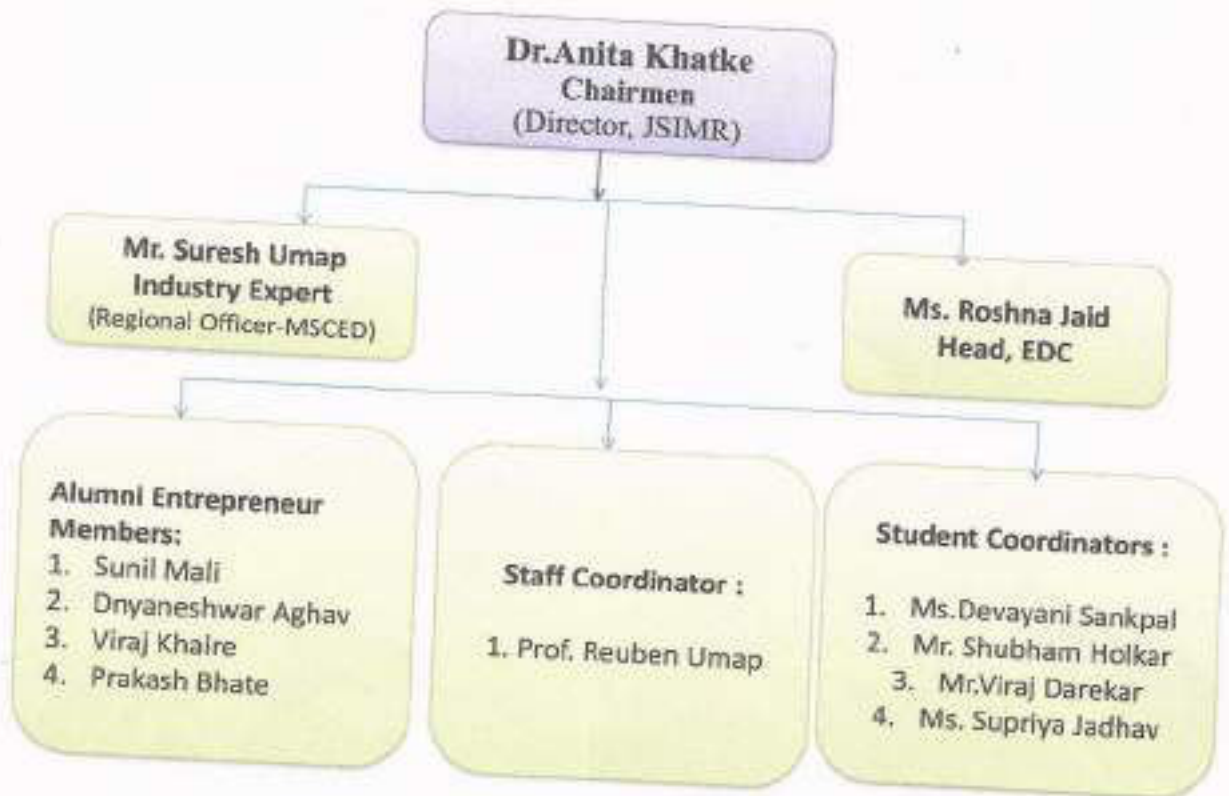 Dr.Anita Khatke
Chairmen
(Director, JSIMR)
Mr. Suresh Umap
Industry Expert
(Regional Officer-MSCED)
Ms. Roshna Jaid
Head, EDC
Alumni Entrepreneur
Members:
1. Sunil Mali
2. Dnyaneshwar Aghav
3. Viraj Khaire
4. Prakash Bhate
Staff Coordinator :
1. Prof. Reuben Umap
Student Coordinators :
1. Ms.Devayani Sankpal
2. Mr. Shubham Holkar
3. Mr.Viraj Darekar
4. Ms. Supriya Jadhav